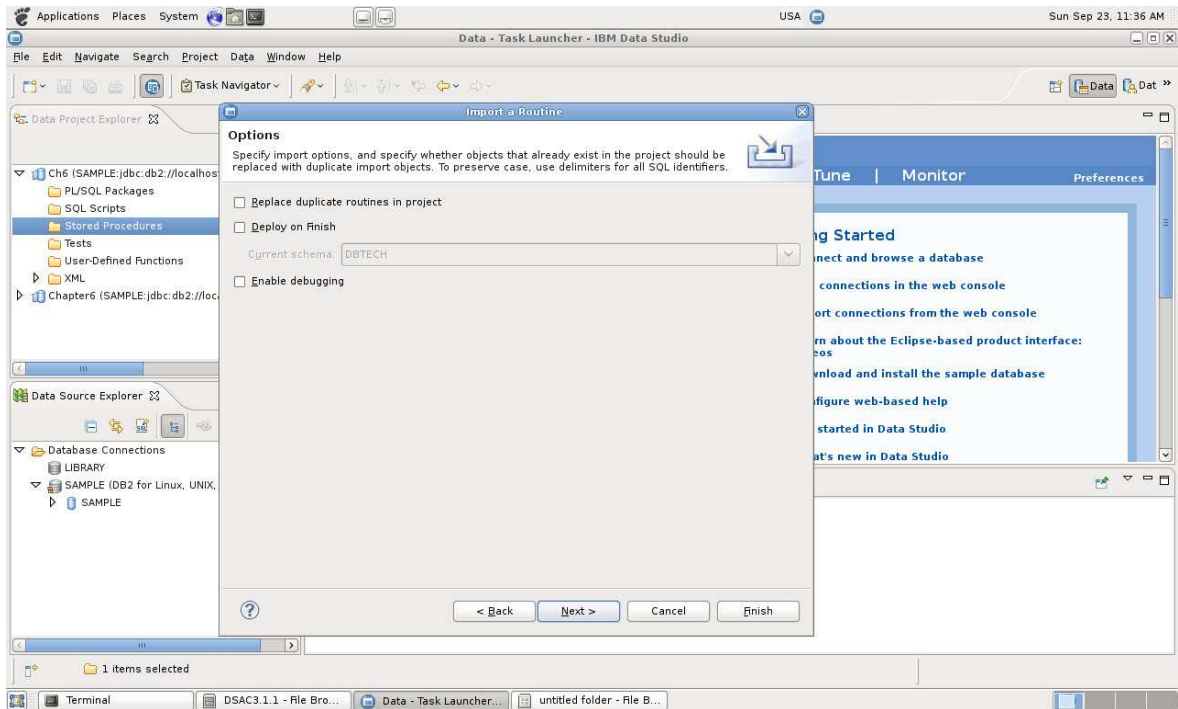 Applications Places System USA Sun Sep 23, 11:36 AM
Data - Task Launcher - IBM Data Studio
File Edit Navigate Search Project Data Window Help
Task Navigator Data Dat »
Data Project Explorer
Ch6 (SAMPLE:jdbc:db2://localhos
PL/SQL Packages
SQL Scripts
Stored Procedures
Tests
User-Defined Functions
XML
Chapter6 (SAMPLE:jdbc:db2://loc
Data Source Explorer
Database Connections
LIBRARY
SAMPLE (DB2 for Linux, UNIX,
SAMPLE
Import a Routine
Options
Specify import options, and specify whether objects that already exist in the project should be
replaced with duplicate import objects. To preserve case, use delimiters for all SQL identifiers.
Replace duplicate routines in project
Deploy on Finish
Current schema: DBTECH
Enable debugging
< Back Next > Cancel Finish
Tune | Monitor Preferences
ng Started
nnect and browse a database
connections in the web console
ort connections from the web console
rn about the Eclipse-based product interface:
eos
wnload and install the sample database
nfigure web-based help
started in Data Studio
at's new in Data Studio
1 items selected
Terminal DSAC3.1.1 - File Bro... Data - Task Launcher... untitled folder - File B...